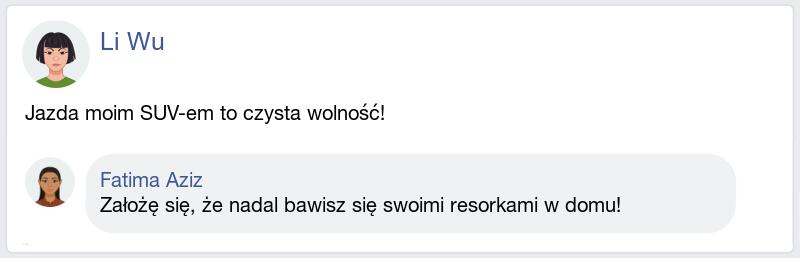 Li Wu
Jazda moim SUV-em to czysta wolność!
Fatima Aziz
Założę się, że nadal bawisz się swoimi resorkami w domu!